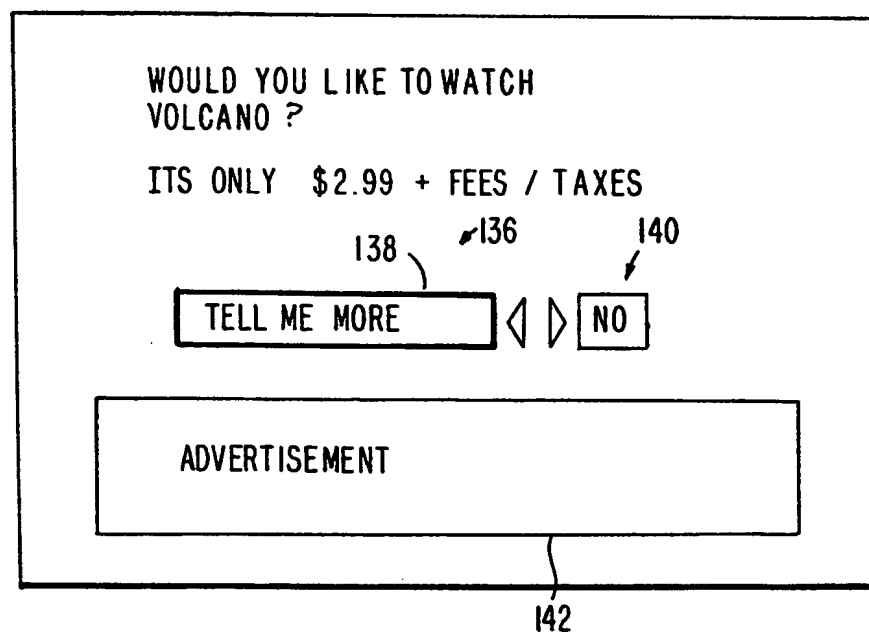 WOULD YOU LIKE TO WATCH
VOLCANO ?
ITS ONLY $2.99 + FEES / TAXES
138 136 140
TELL ME MORE NO
ADVERTISEMENT
142